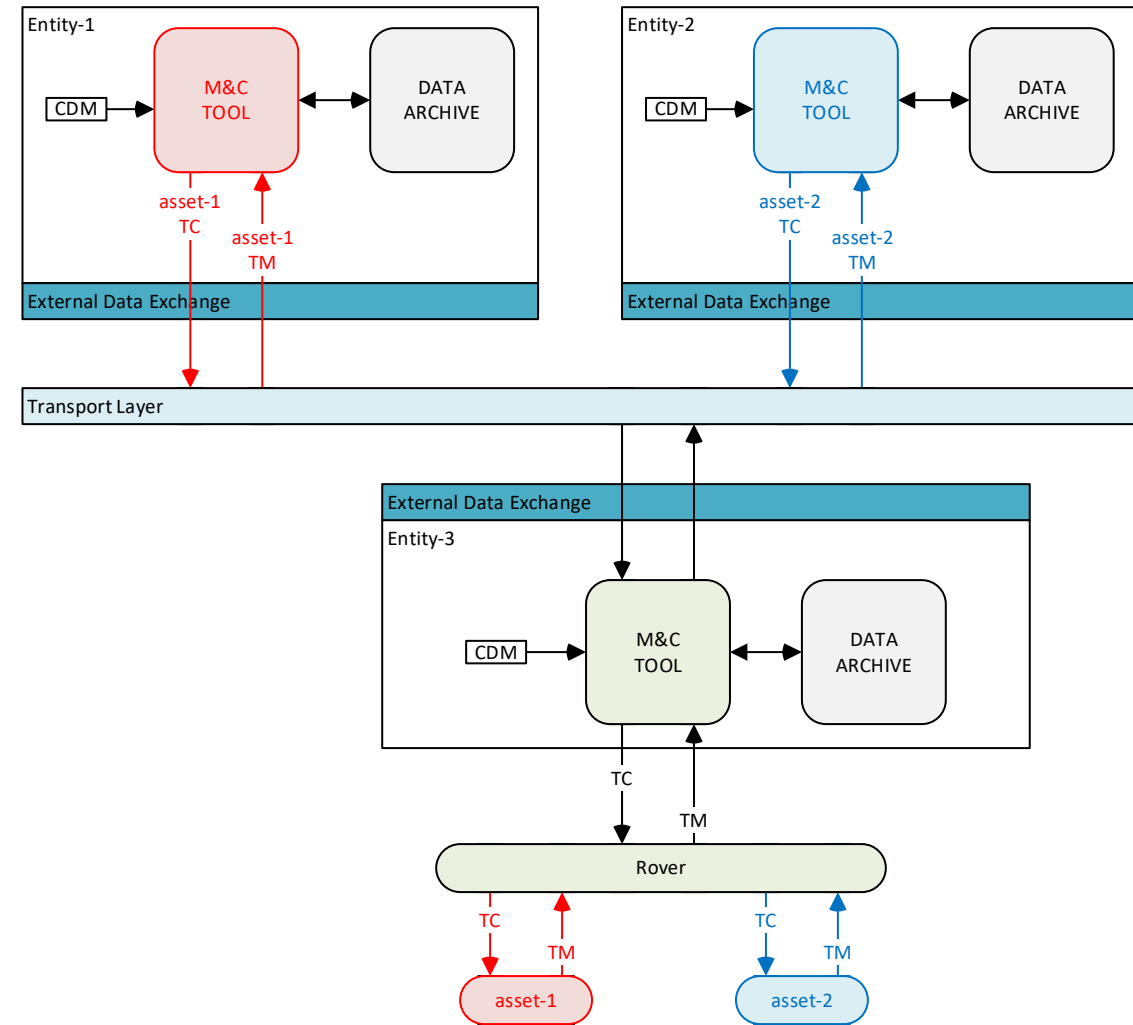 Entity-1
M&C
TOOL
DATA
ARCHIVE
CDM
asset-1
TC
asset-1
TM
External Data Exchange
Entity-2
M&C
TOOL
DATA
ARCHIVE
CDM
asset-2
TC
asset-2
TM
External Data Exchange
Transport Layer
External Data Exchange
Entity-3
M&C
TOOL
DATA
ARCHIVE
CDM
TC
TM
Rover
TC
TM
TC
TM
asset-1
asset-2